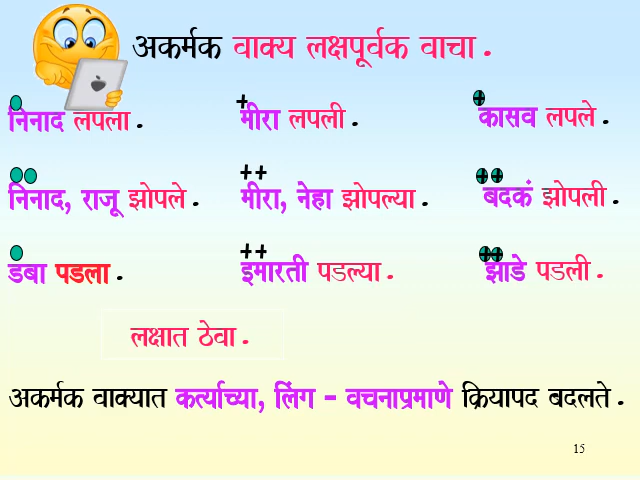 अकर्मक वाक्य लक्षपूर्वक वाचा.
निनाद लपला. मीरा लपली. कासव लपले.
निनाद, राजू झोपले. मीरा, नेहा झोपल्या. बदकं झोपली.
डबा पडला. इमारती पडल्या. झाडे पडली.
लक्षात ठेवा.
अकर्मक वाक्यात कर्त्याच्या, लिंग - वचनाप्रमाणे क्रियापद बदलते.
15